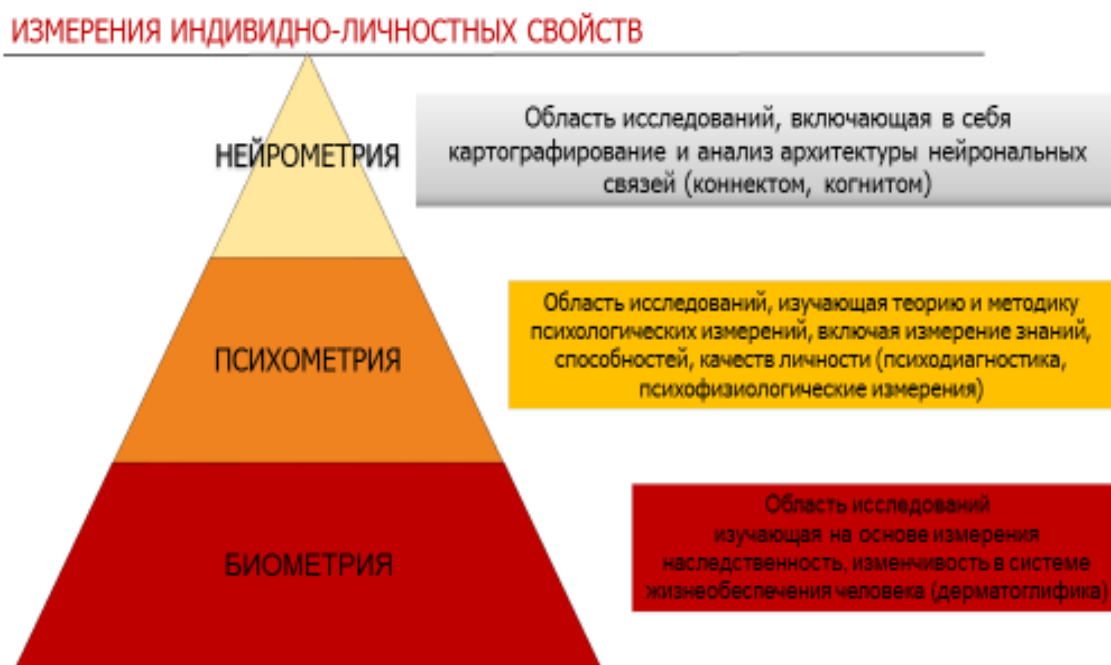 ИЗМЕРЕНИЯ ИНДИВИДНО-ЛИЧНОСТНЫХ СВОЙСТВ
НЕЙРОМЕТРИЯ
Область исследований, включающая в себя
картографирование и анализ архитектуры нейрональных
связей (коннектом, когнитом)
ПСИХОМЕТРИЯ
Область исследований, изучающая теорию и методику
психологических измерений, включая измерение знаний,
способностей, качеств личности (психодиагностика,
психофизиологические измерения)
БИОМЕТРИЯ
Область исследований
изучающая на основе измерения
наследственность, изменчивость в системе
жизнеобеспечения человека (дерматоглифика)